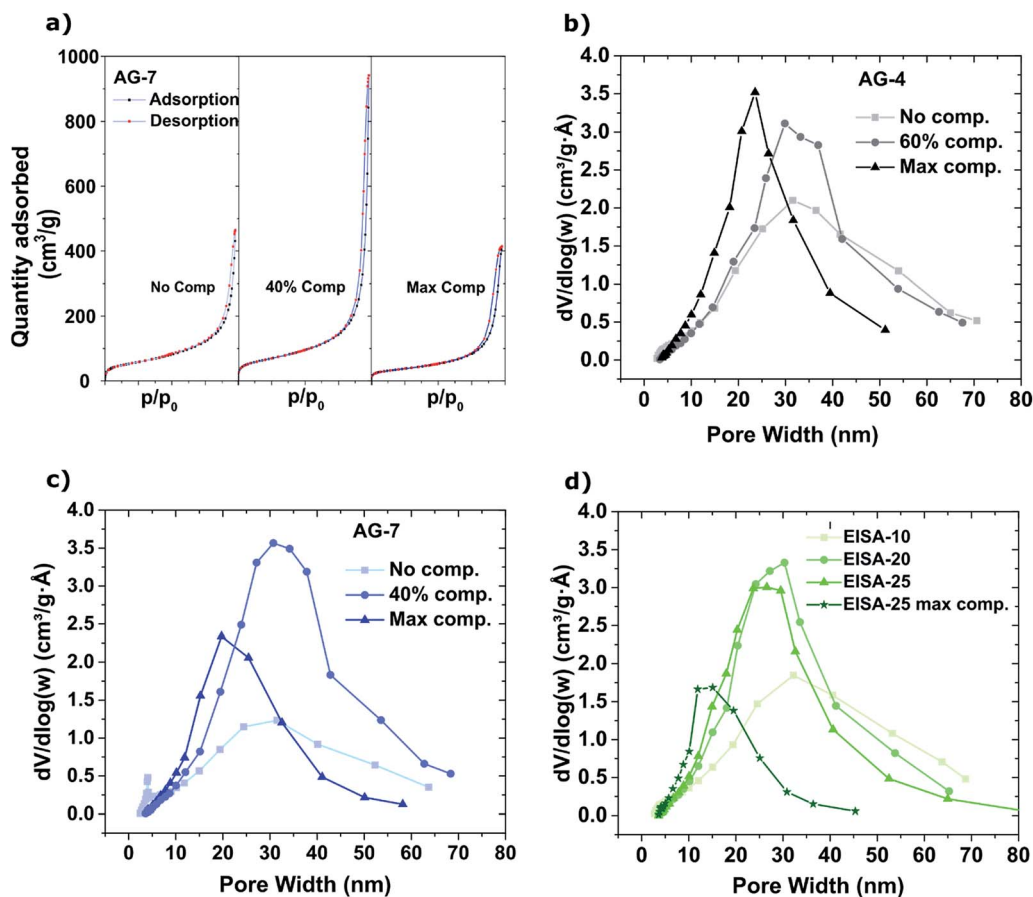 a)
1000
800
600
400
200
0
Quantity adsorbed
(cm³/g)
AG-7
Adsorption
Desorption
No Comp
40% Comp
Max Comp
p/p₀
p/p₀
p/p₀
b)
4.0
3.5
3.0
2.5
2.0
1.5
1.0
0.5
0.0
dV/dlog(w) (cm³/g·Å)
AG-4
No comp.
60% comp.
Max comp.
0 10 20 30 40 50 60 70 80
Pore Width (nm)
c)
4.0
3.5
3.0
2.5
2.0
1.5
1.0
0.5
0.0
dV/dlog(w) (cm³/g·Å)
AG-7
No comp.
40% comp.
Max comp.
0 10 20 30 40 50 60 70 80
Pore Width (nm)
d)
4.0
3.5
3.0
2.5
2.0
1.5
1.0
0.5
0.0
dV/dlog(w) (cm³/g·Å)
EISA-10
EISA-20
EISA-25
EISA-25 max comp.
0 10 20 30 40 50 60 70 80
Pore Width (nm)